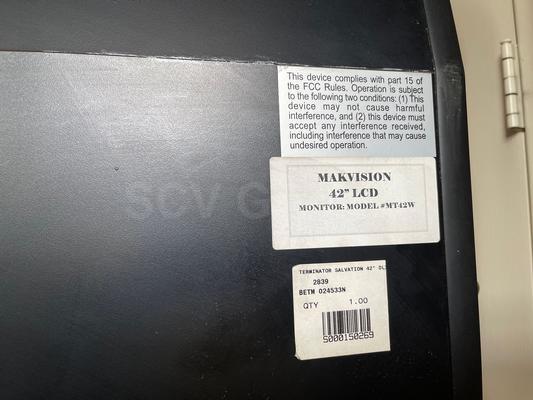 This device complies with part 15 of
the FCC Rules. Operation is subject
to the following two conditions: (1) This
device may not cause harmful
interference, and (2) this device must
accept any interference received,
including interference that may cause
undesired operation.
MAKVISION
42" LCD
MONITOR: MODEL #MT42W
SCV G
TERMINATOR SALVATION 42" DL
2839
BETM 024533N
QTY 1.00
S000150269